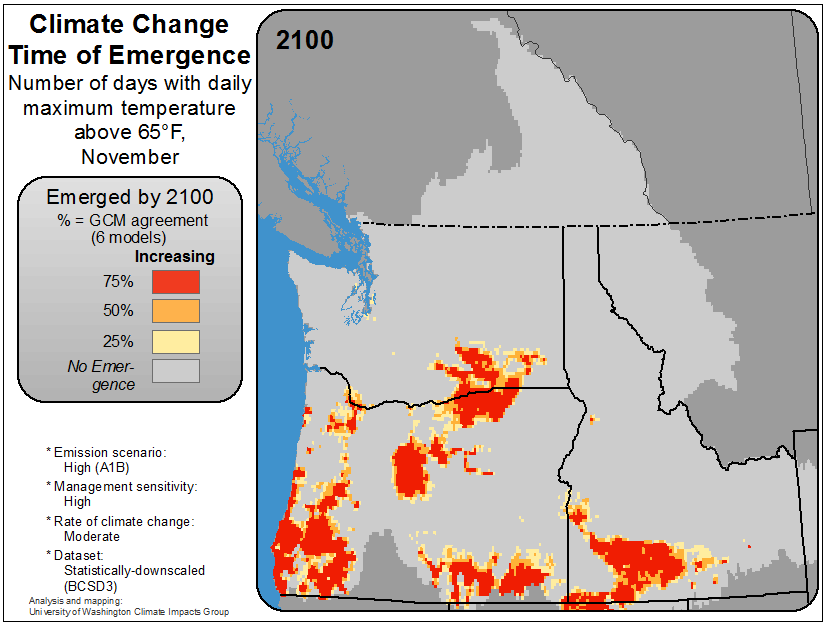 Climate Change
Time of Emergence
Number of days with daily
maximum temperature
above 65°F,
November
2100
Emerged by 2100
% = GCM agreement
(6 models)
Increasing
75%
50%
25%
No Emer-
gence
* Emission scenario:
High (A1B)
* Management sensitivity:
High
* Rate of climate change:
Moderate
* Dataset:
Statistically-downscaled
(BCSD3)
Analysis and mapping:
University of Washington Climate Impacts Group